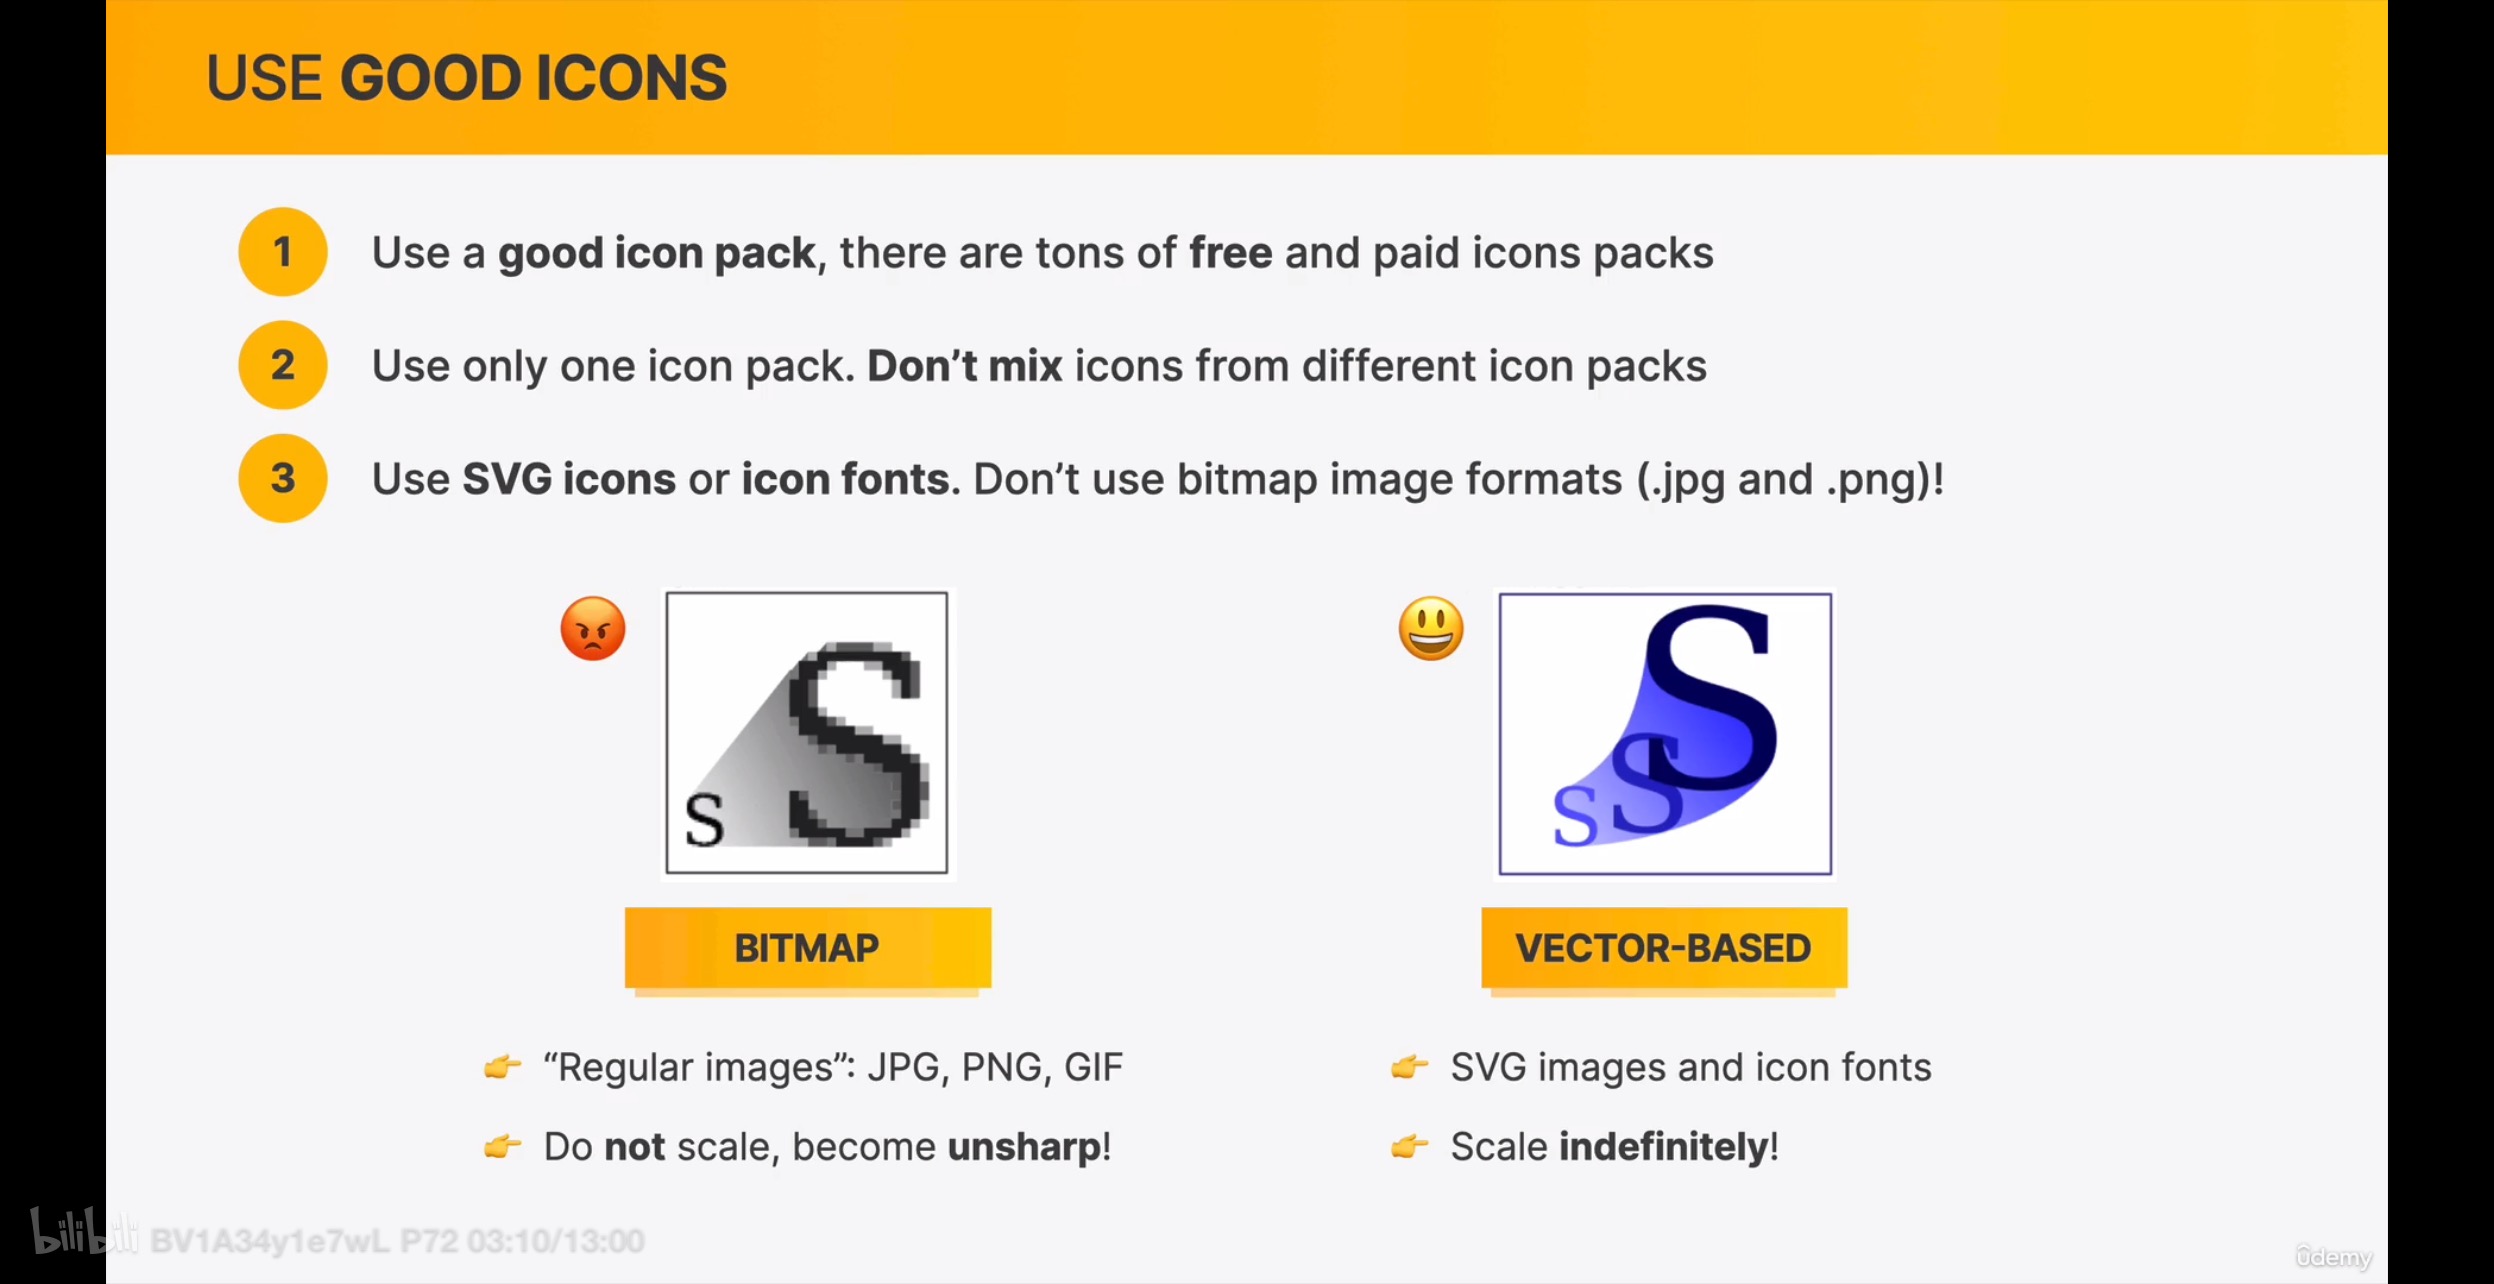 USE GOOD ICONS
1
Use a good icon pack, there are tons of free and paid icons packs
2
Use only one icon pack. Don’t mix icons from different icon packs
3
Use SVG icons or icon fonts. Don’t use bitmap image formats (.jpg and .png)!
S
S
S
S
S
BITMAP
VECTOR-BASED
“Regular images”: JPG, PNG, GIF
Do not scale, become unsharp!
SVG images and icon fonts
Scale indefinitely!
bilibili BV1A34y1e7wL P72 03:10/13:00
ûdemy